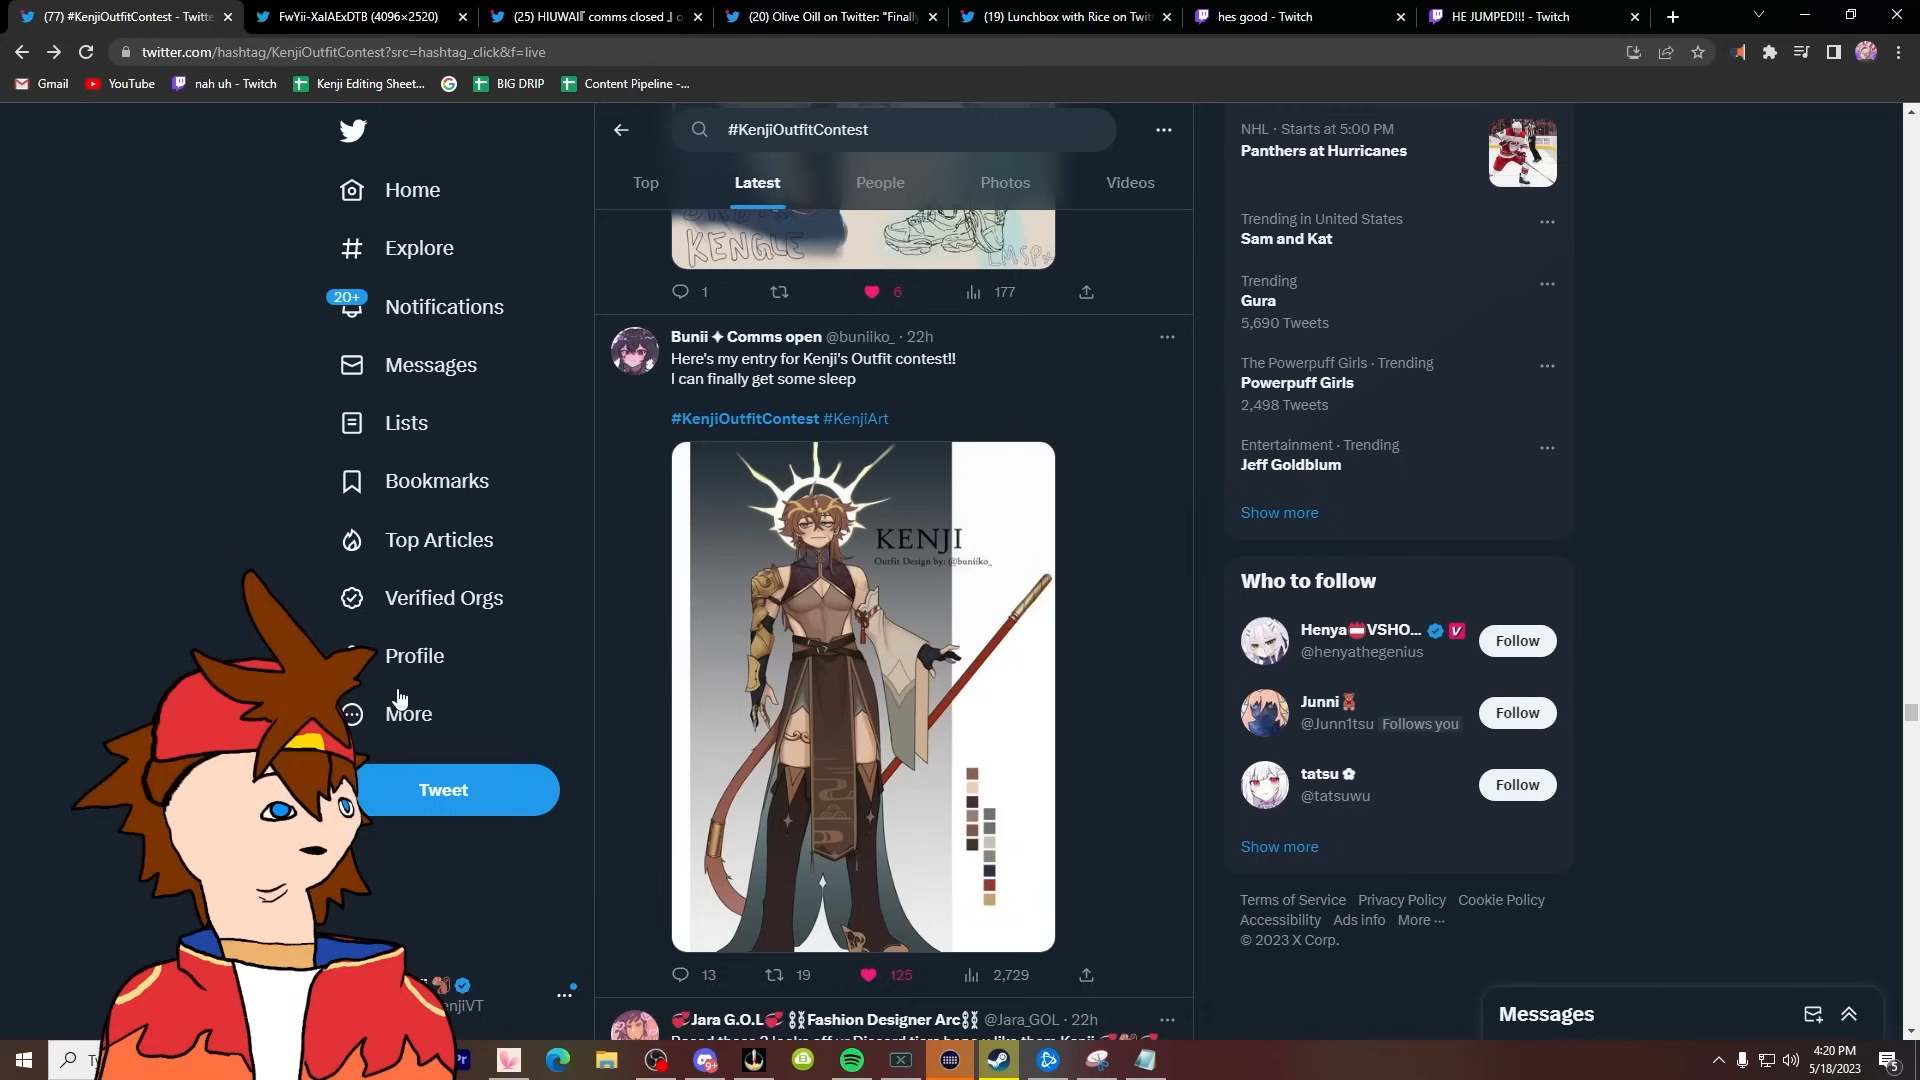 (77) #KenjiOutfitContest - Twitte
FwYii-XaIAExDTB (4096×2520)
(25) HIUWAII『 comms closed 』 o
(20) Olive Oill on Twitter: "Finally
(19) Lunchbox with Rice on Twit
hes good - Twitch
HE JUMPED!!! - Twitch
twitter.com/hashtag/KenjiOutfitContest?src=hashtag_click&f=live
Gmail
YouTube
nah uh - Twitch
Kenji Editing Sheet...
BIG DRIP
Content Pipeline -...
Home
Explore
20+
Notifications
Messages
Lists
Bookmarks
Top Articles
Verified Orgs
Profile
More
Tweet
enjiVT
#KenjiOutfitContest
Top
Latest
People
Photos
Videos
KENGLE
1
6
177
Bunii ✦ Comms open @buniiko_ · 22h
Here's my entry for Kenji's Outfit contest!!
I can finally get some sleep
#KenjiOutfitContest #KenjiArt
KENJI
Outfit Design by: @buniiko_
13
19
125
2,729
Jara G.O.L Fashion Designer Arc @Jara_GOL · 22h
NHL · Starts at 5:00 PM
Panthers at Hurricanes
Trending in United States
Sam and Kat
Trending
Gura
5,690 Tweets
The Powerpuff Girls · Trending
Powerpuff Girls
2,498 Tweets
Entertainment · Trending
Jeff Goldblum
Show more
Who to follow
Henya VSHO...
@henyathegenius
Follow
Junni
@Junn1tsu Follows you
Follow
tatsu
@tatsuwu
Follow
Show more
Terms of Service Privacy Policy Cookie Policy
Accessibility Ads info More ···
© 2023 X Corp.
Messages
4:20 PM
5/18/2023
5